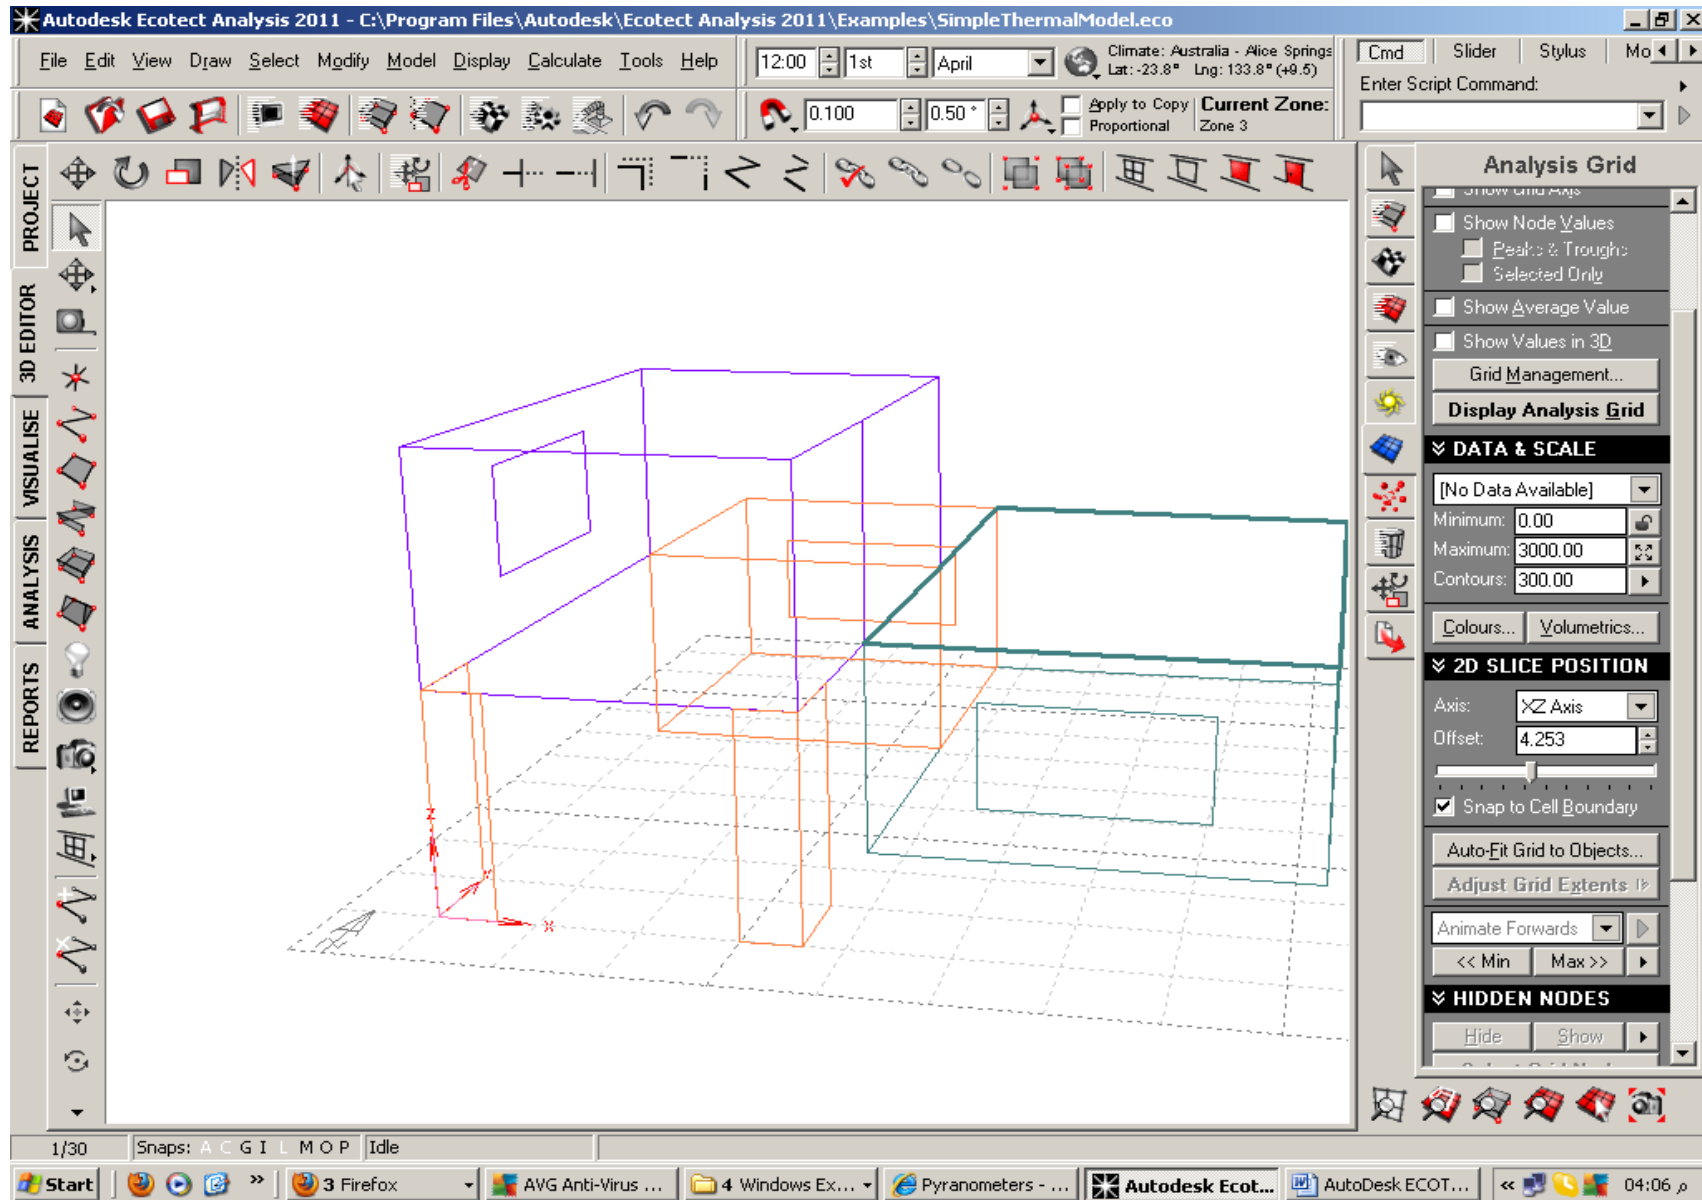 Autodesk Ecotect Analysis 2011 - C:\Program Files\Autodesk\Ecotect Analysis 2011\Examples\SimpleThermalModel.eco
File Edit View Draw Select Modify Model Display Calculate Tools Help
12:00 1st April
Climate: Australia - Alice Springs
Lat: -23.8° Lng: 133.8° (+9.5)
Cmd Slider Stylus Mo
Enter Script Command:
0.100 0.50 °
Apply to Copy
Proportional
Current Zone:
Zone 3
PROJECT
3D EDITOR
VISUALISE
ANALYSIS
REPORTS
Z
X
Analysis Grid
Show Grid Axis
Show Node Values
Peaks & Troughs
Selected Only
Show Average Value
Show Values in 3D
Grid Management...
Display Analysis Grid
DATA & SCALE
[No Data Available]
Minimum: 0.00
Maximum: 3000.00
Contours: 300.00
Colours... Volumetrics...
2D SLICE POSITION
Axis: XZ Axis
Offset: 4.253
Snap to Cell Boundary
Auto-Fit Grid to Objects...
Adjust Grid Extents
Animate Forwards
<< Min Max >>
HIDDEN NODES
Hide Show
1/30 Snaps: A C G I L M O P Idle
Start » 3 Firefox AVG Anti-Virus ... 4 Windows Ex... Pyranometers - ... Autodesk Ecot... AutoDesk ECOT... « 04:06 م